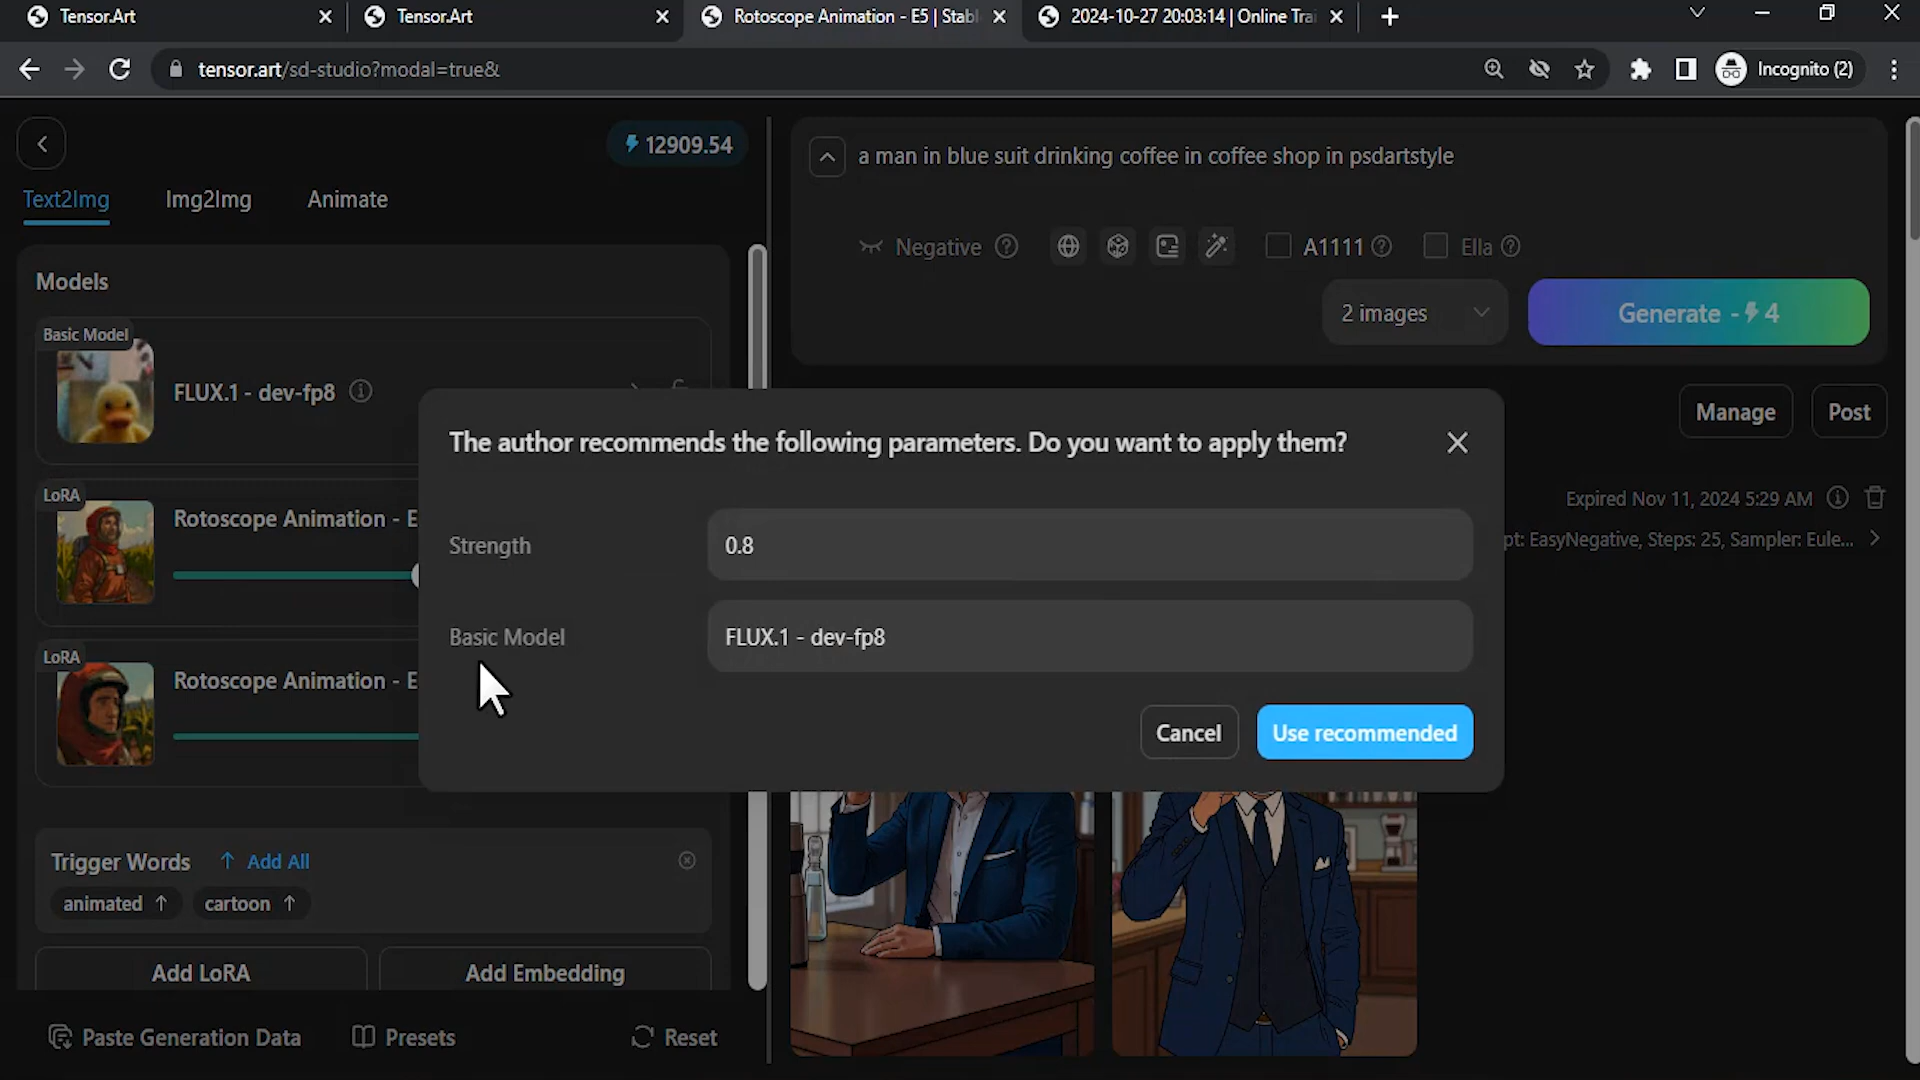 Tensor.Art
Tensor.Art
Rotoscope Animation - E5 | Stabl
2024-10-27 20:03:14 | Online Trai
tensor.art/sd-studio?modal=true&
Incognito (2)
12909.54
Text2Img Img2Img Animate
Models
Basic Model
FLUX.1 - dev-fp8
LoRA
Rotoscope Animation - E
LoRA
Rotoscope Animation - E
Trigger Words Add All
animated cartoon
Add LoRA Add Embedding
Paste Generation Data Presets Reset
a man in blue suit drinking coffee in coffee shop in psdartstyle
Negative A1111 Ella
2 images Generate - 4
Manage Post
Expired Nov 11, 2024 5:29 AM
pt: EasyNegative, Steps: 25, Sampler: Eule...
The author recommends the following parameters. Do you want to apply them?
Strength 0.8
Basic Model FLUX.1 - dev-fp8
Cancel Use recommended